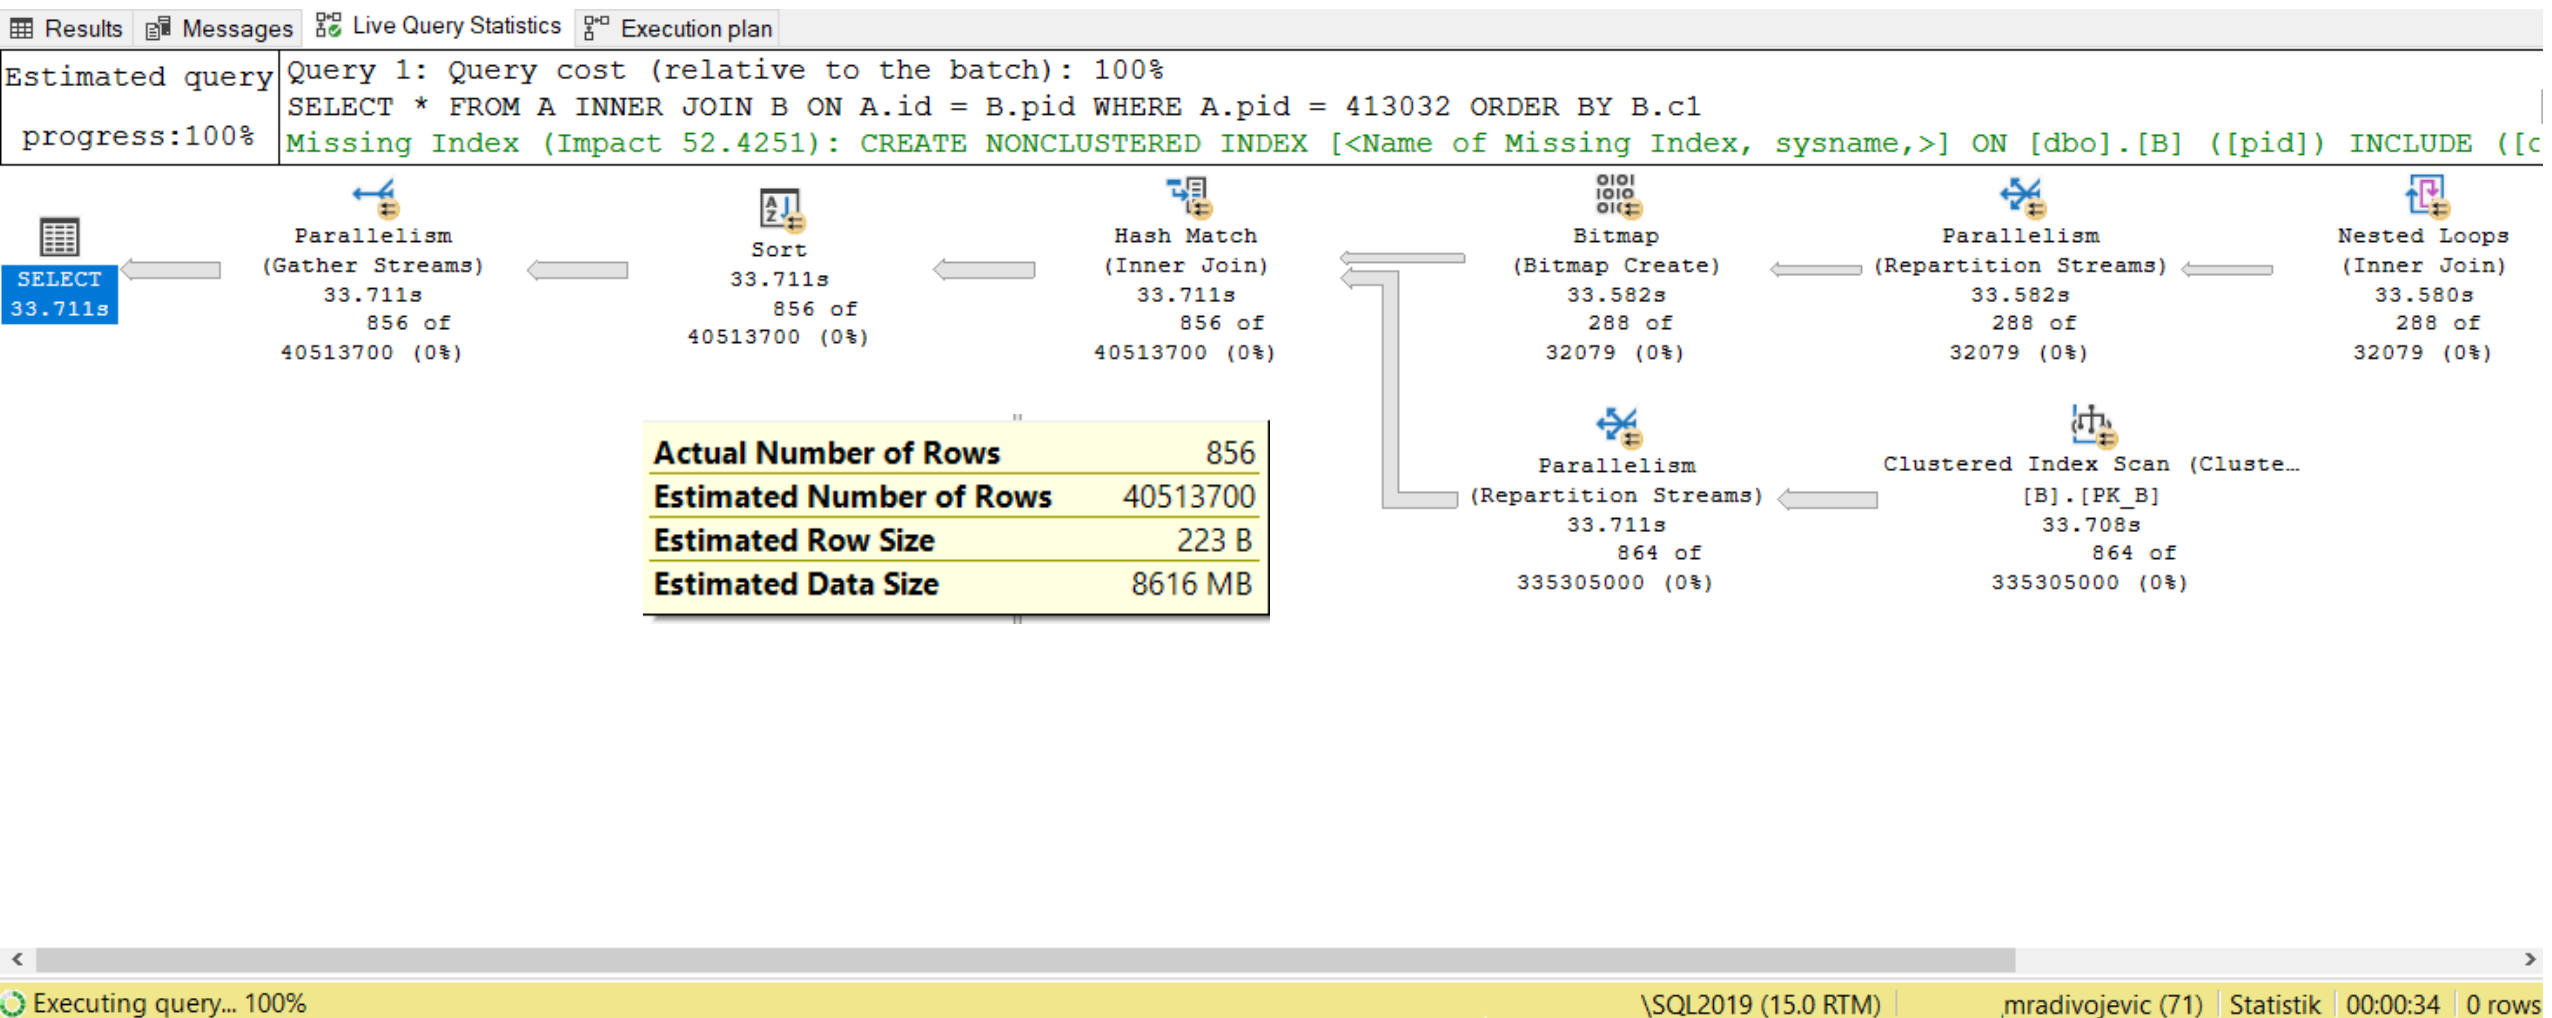 Results Messages Live Query Statistics Execution plan
Estimated query
progress:100%
Query 1: Query cost (relative to the batch): 100%
SELECT * FROM A INNER JOIN B ON A.id = B.pid WHERE A.pid = 413032 ORDER BY B.c1
Missing Index (Impact 52.4251): CREATE NONCLUSTERED INDEX [<Name of Missing Index, sysname,>] ON [dbo].[B] ([pid]) INCLUDE ([c
SELECT
33.711s
Parallelism
(Gather Streams)
33.711s
856 of
40513700 (0%)
Sort
33.711s
856 of
40513700 (0%)
Hash Match
(Inner Join)
33.711s
856 of
40513700 (0%)
Bitmap
(Bitmap Create)
33.582s
288 of
32079 (0%)
Parallelism
(Repartition Streams)
33.582s
288 of
32079 (0%)
Nested Loops
(Inner Join)
33.580s
288 of
32079 (0%)
Parallelism
(Repartition Streams)
33.711s
864 of
335305000 (0%)
Clustered Index Scan (Cluste…
[B].[PK_B]
33.708s
864 of
335305000 (0%)
Actual Number of Rows 856
Estimated Number of Rows 40513700
Estimated Row Size 223 B
Estimated Data Size 8616 MB
Executing query... 100% \SQL2019 (15.0 RTM) mradivojevic (71) Statistik 00:00:34 0 rows